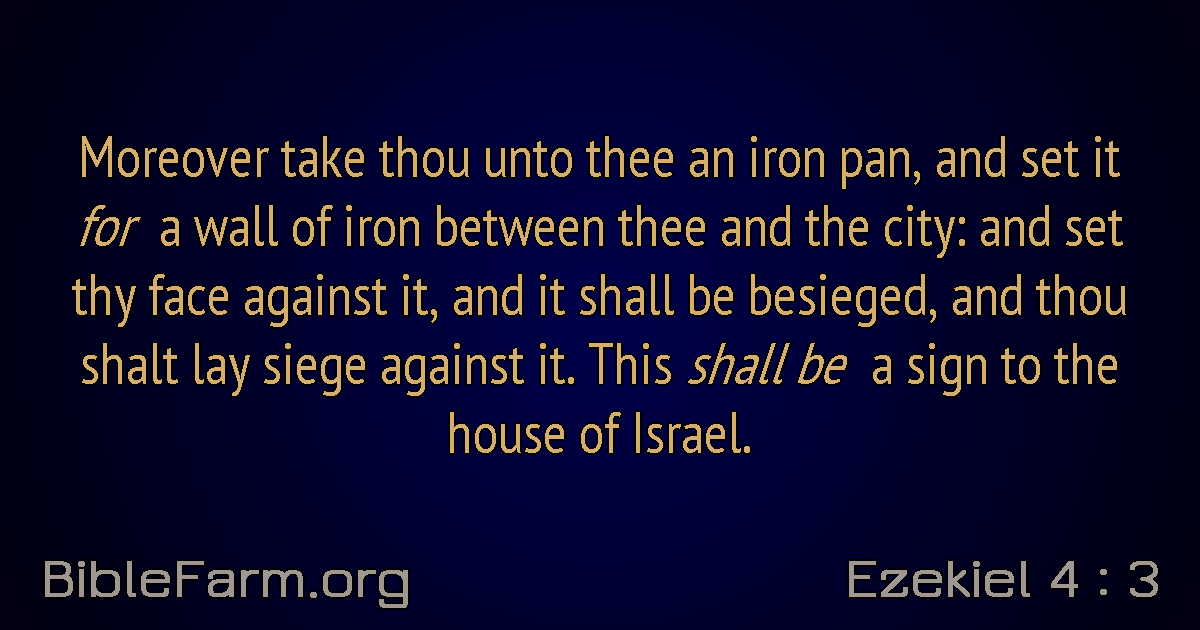 Moreover take thou unto thee an iron pan, and set it
for a wall of iron between thee and the city: and set
thy face against it, and it shall be besieged, and thou
shalt lay siege against it. This shall be a sign to the
house of Israel.
BibleFarm.org
Ezekiel 4 : 3